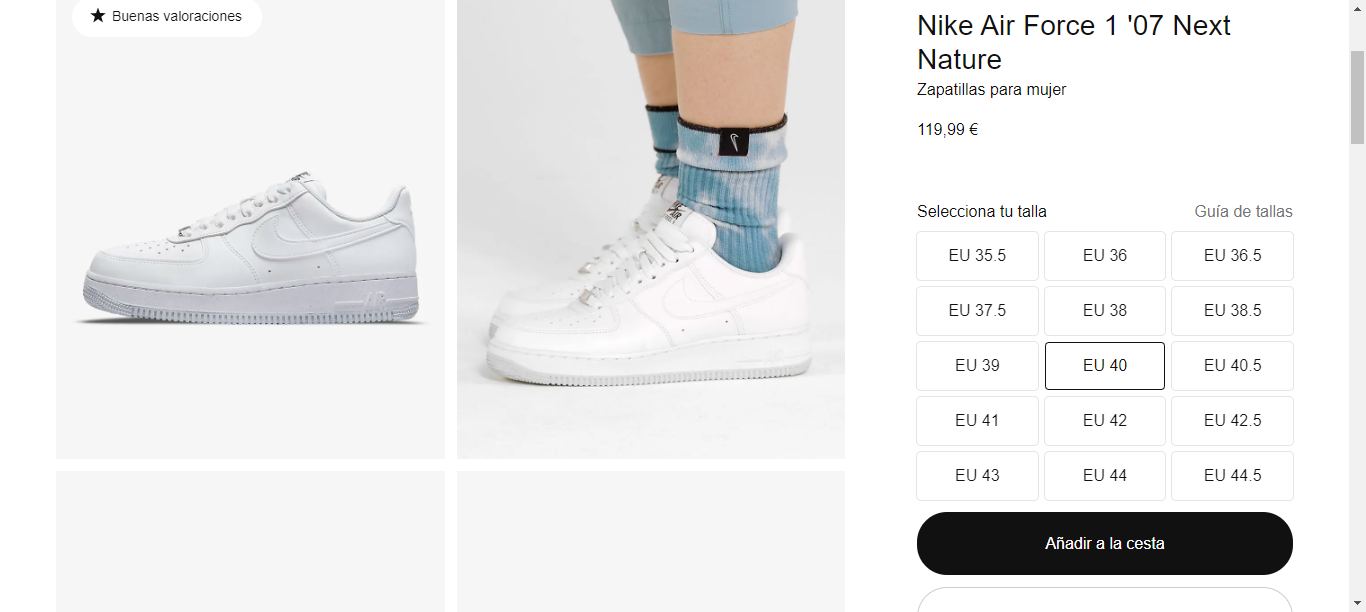 Buenas valoraciones
Nike Air Force 1 '07 Next
Nature
Zapatillas para mujer
119,99 €
Selecciona tu talla
Guía de tallas
EU 35.5
EU 36
EU 36.5
EU 37.5
EU 38
EU 38.5
EU 39
EU 40
EU 40.5
EU 41
EU 42
EU 42.5
EU 43
EU 44
EU 44.5
Añadir a la cesta